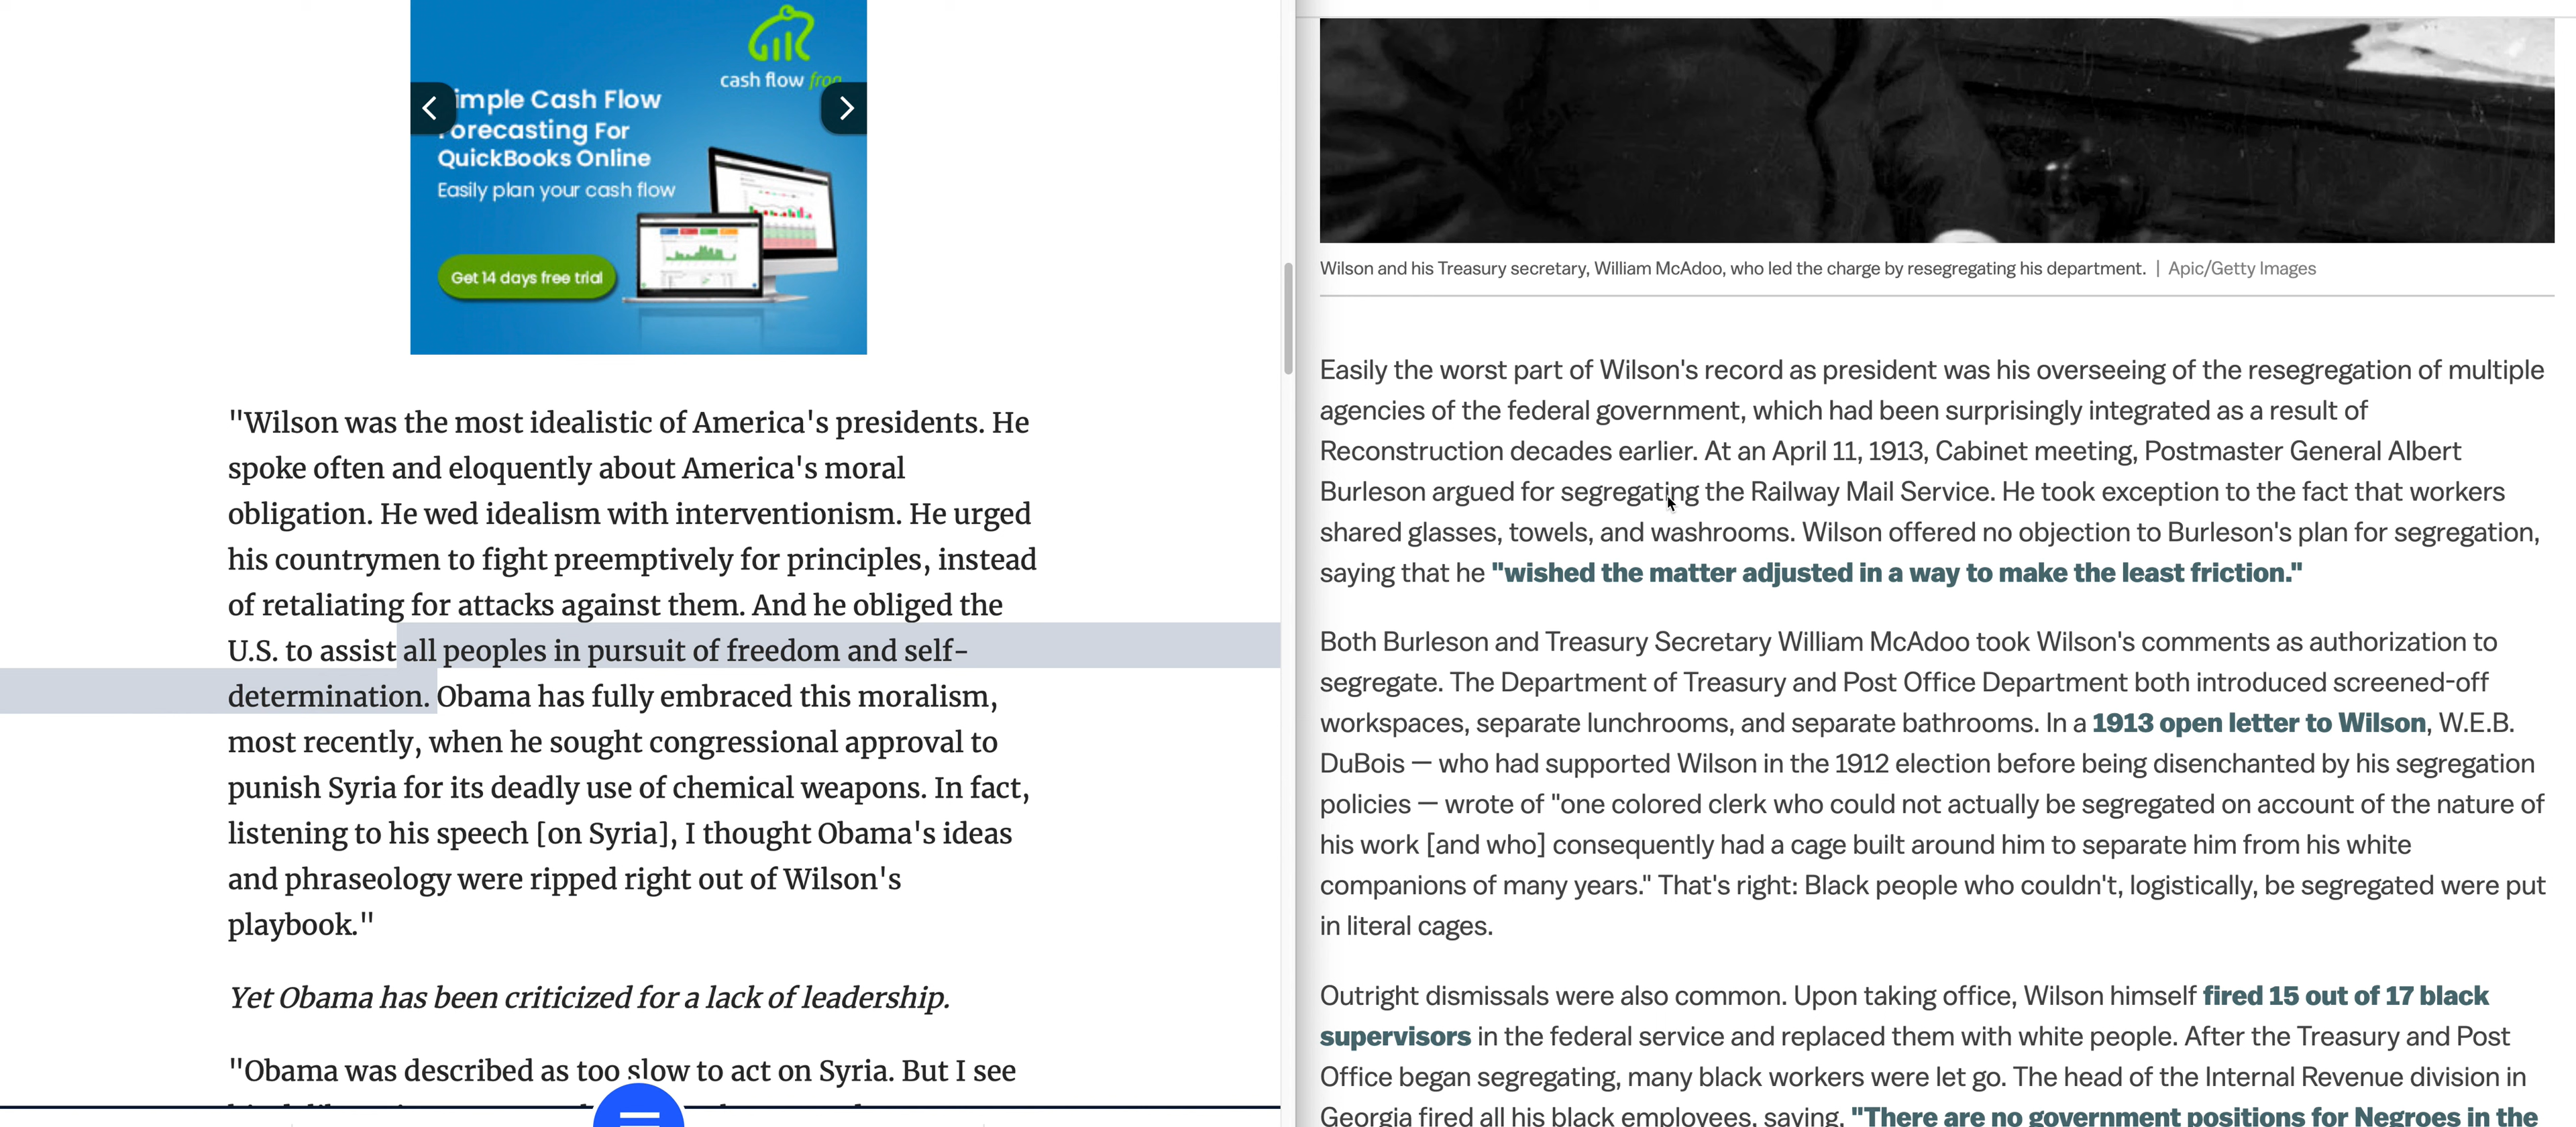 cash flow frog
imple Cash Flow
orecasting For
QuickBooks Online
Easily plan your cash flow
Get 14 days free trial
"Wilson was the most idealistic of America's presidents. He
spoke often and eloquently about America's moral
obligation. He wed idealism with interventionism. He urged
his countrymen to fight preemptively for principles, instead
of retaliating for attacks against them. And he obliged the
U.S. to assist all peoples in pursuit of freedom and self-
determination. Obama has fully embraced this moralism,
most recently, when he sought congressional approval to
punish Syria for its deadly use of chemical weapons. In fact,
listening to his speech [on Syria], I thought Obama's ideas
and phraseology were ripped right out of Wilson's
playbook."
Yet Obama has been criticized for a lack of leadership.
"Obama was described as too slow to act on Syria. But I see
Wilson and his Treasury secretary, William McAdoo, who led the charge by resegregating his department. | Apic/Getty Images
Easily the worst part of Wilson's record as president was his overseeing of the resegregation of multiple
agencies of the federal government, which had been surprisingly integrated as a result of
Reconstruction decades earlier. At an April 11, 1913, Cabinet meeting, Postmaster General Albert
Burleson argued for segregating the Railway Mail Service. He took exception to the fact that workers
shared glasses, towels, and washrooms. Wilson offered no objection to Burleson's plan for segregation,
saying that he "wished the matter adjusted in a way to make the least friction."
Both Burleson and Treasury Secretary William McAdoo took Wilson's comments as authorization to
segregate. The Department of Treasury and Post Office Department both introduced screened-off
workspaces, separate lunchrooms, and separate bathrooms. In a 1913 open letter to Wilson, W.E.B.
DuBois — who had supported Wilson in the 1912 election before being disenchanted by his segregation
policies — wrote of "one colored clerk who could not actually be segregated on account of the nature of
his work [and who] consequently had a cage built around him to separate him from his white
companions of many years." That's right: Black people who couldn't, logistically, be segregated were put
in literal cages.
Outright dismissals were also common. Upon taking office, Wilson himself fired 15 out of 17 black
supervisors in the federal service and replaced them with white people. After the Treasury and Post
Office began segregating, many black workers were let go. The head of the Internal Revenue division in
Georgia fired all his black employees, saying, "There are no government positions for Negroes in the